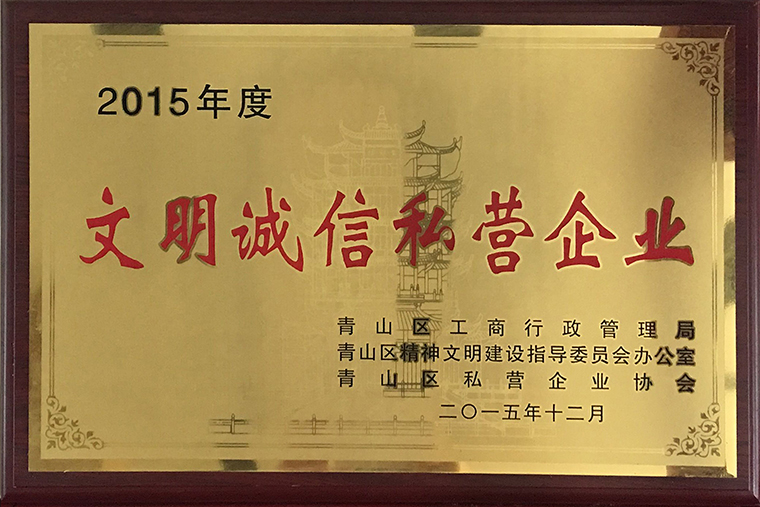 2015年度
文明诚信私营企业
青山区工商行政管理局
青山区精神文明建设指导委员会办公室
青山区私营企业协会
二〇一五年十二月